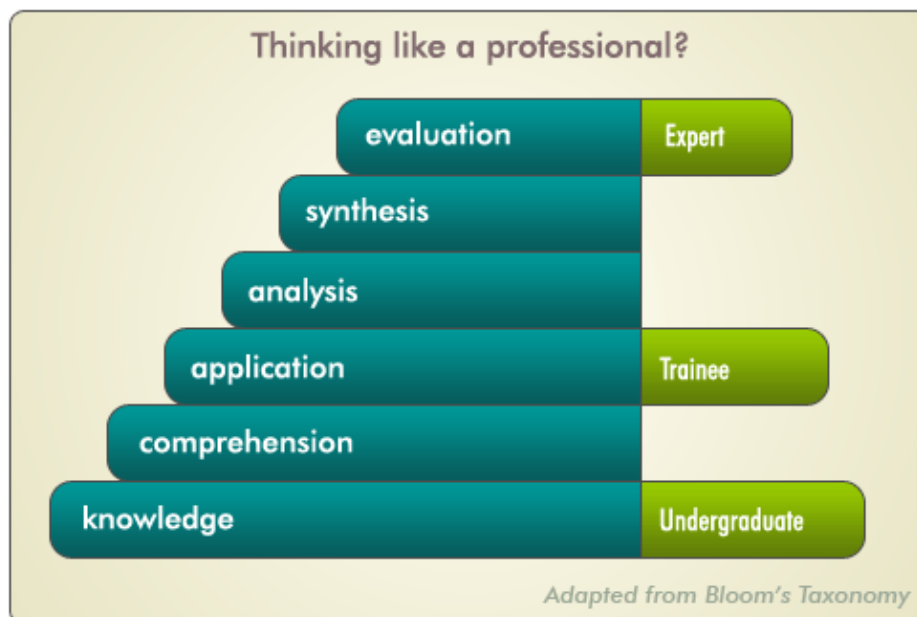 Thinking like a professional?
evaluation Expert
synthesis
analysis
application Trainee
comprehension
knowledge Undergraduate
Adapted from Bloom's Taxonomy